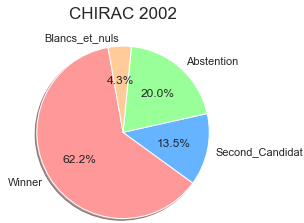 CHIRAC 2002
Blancs_et_nuls
Abstention
4.3%
20.0%
13.5%
Second_Candidat
62.2%
Winner